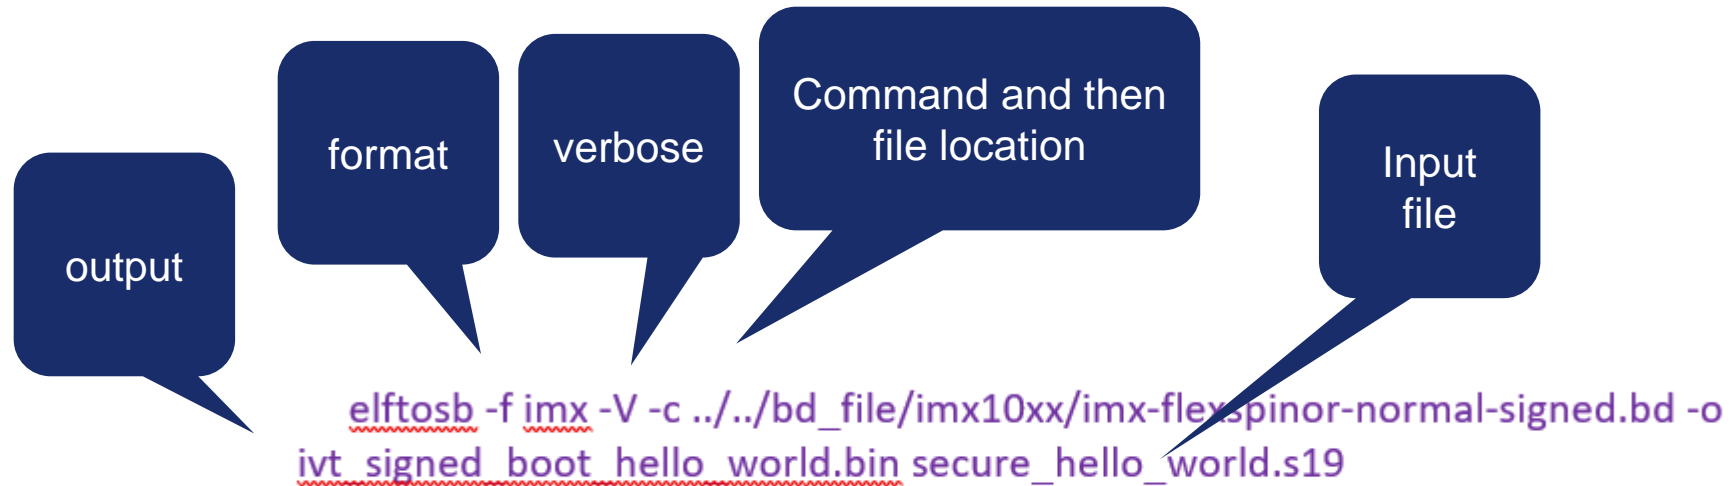 Command and then
file location
format
verbose
Input
file
output
elftosb -f imx -V -c ../../bd_file/imx10xx/imx-flexspinor-normal-signed.bd -o
ivt_signed_boot_hello_world.bin secure_hello_world.s19